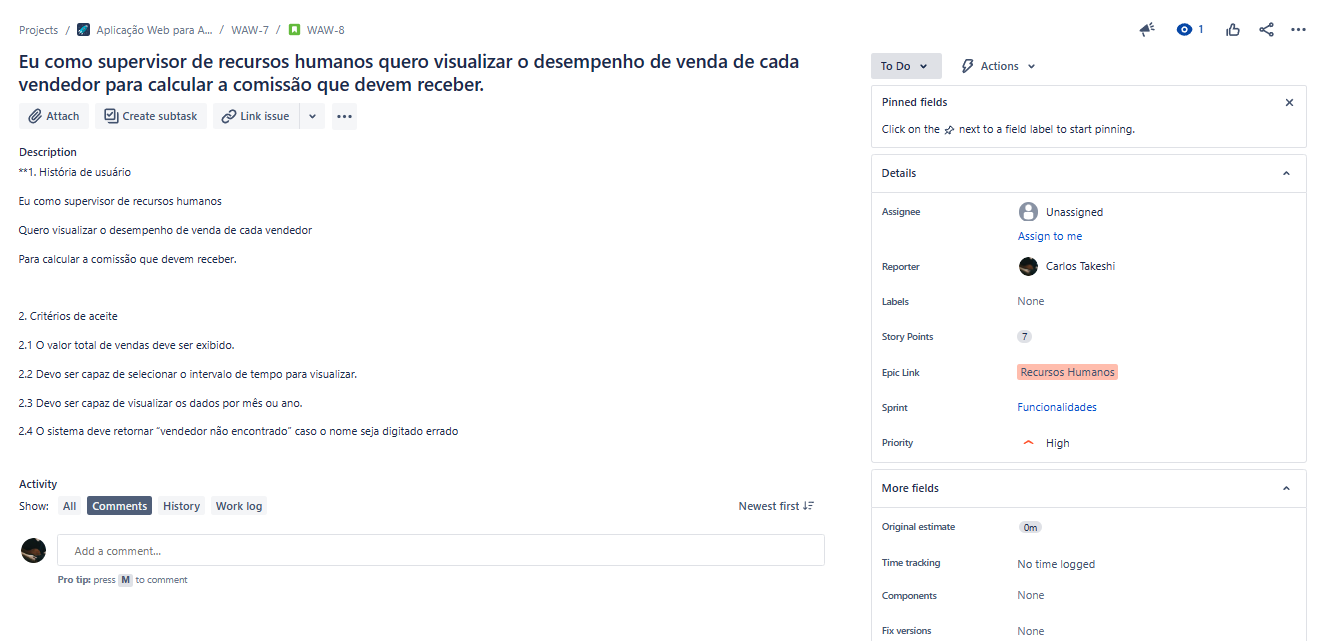 Projects / Aplicação Web para A... / WAW-7 / WAW-8
1
Eu como supervisor de recursos humanos quero visualizar o desempenho de venda de cada
vendedor para calcular a comissão que devem receber.
Attach Create subtask Link issue
Description
**1. História de usuário
Eu como supervisor de recursos humanos
Quero visualizar o desempenho de venda de cada vendedor
Para calcular a comissão que devem receber.
2. Critérios de aceite
2.1 O valor total de vendas deve ser exibido.
2.2 Devo ser capaz de selecionar o intervalo de tempo para visualizar.
2.3 Devo ser capaz de visualizar os dados por mês ou ano.
2.4 O sistema deve retornar “vendedor não encontrado” caso o nome seja digitado errado
Activity
Show: All Comments History Work log Newest first
Add a comment...
Pro tip: press M to comment
To Do Actions
Pinned fields
Click on the next to a field label to start pinning.
Details
Assignee Unassigned
Assign to me
Reporter Carlos Takeshi
Labels None
Story Points 7
Epic Link Recursos Humanos
Sprint Funcionalidades
Priority High
More fields
Original estimate 0m
Time tracking No time logged
Components None
Fix versions None